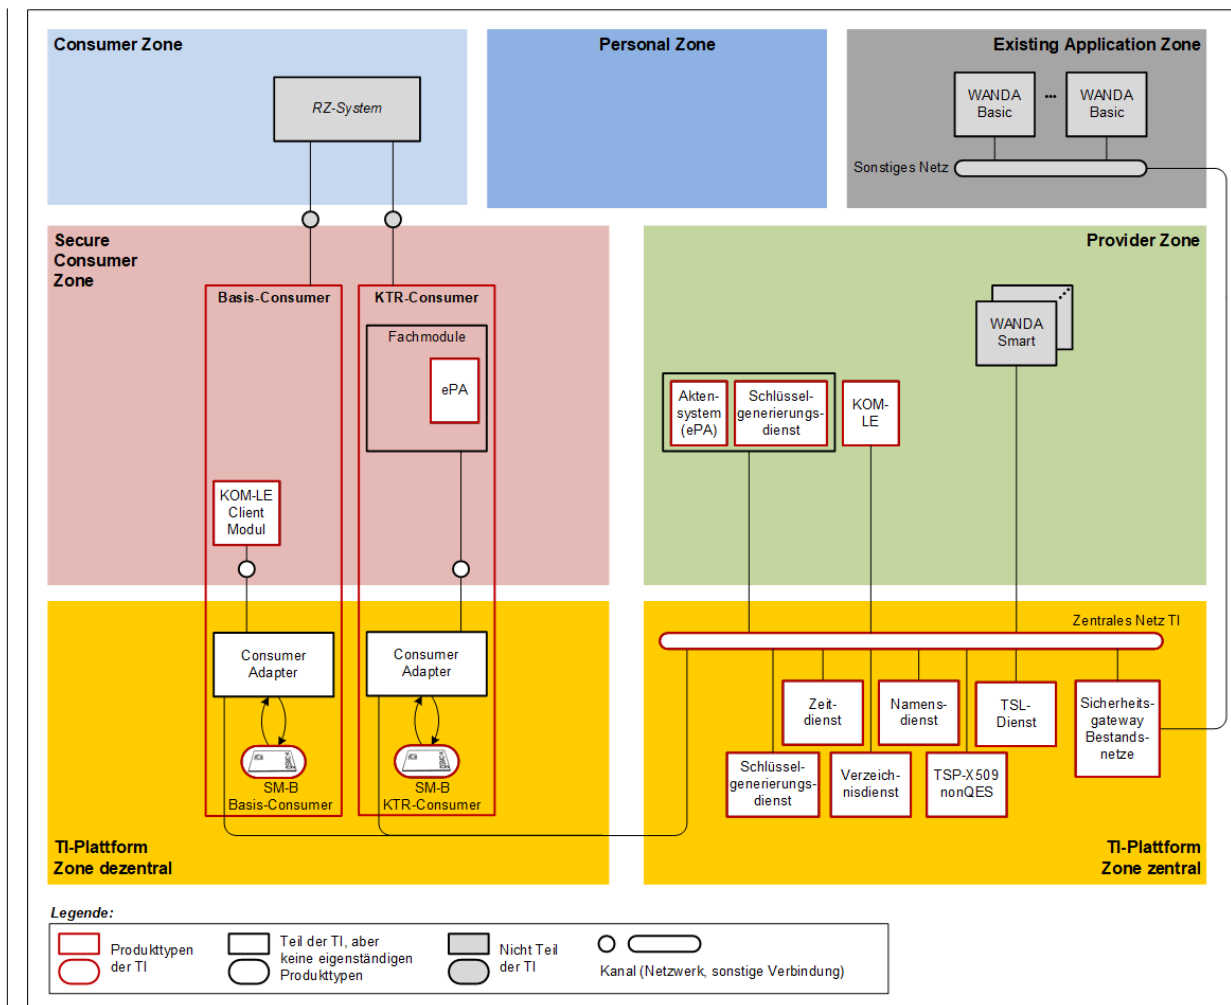 Consumer Zone
Personal Zone
Existing Application Zone
RZ-System
WANDA
Basic
...
WANDA
Basic
Sonstiges Netz
Secure
Consumer
Zone
Provider Zone
Basis-Consumer
KTR-Consumer
Fachmodule
ePA
WANDA
Smart
Akten-
system
(ePA)
Schlüssel-
generierungs-
dienst
KOM-
LE
KOM-LE
Client
Modul
Zentrales Netz TI
Consumer
Adapter
Consumer
Adapter
Zeit-
dienst
Namens-
dienst
TSL-
Dienst
Sicherheits-
gateway
Bestands-
netze
Schlüssel-
generierungs-
dienst
Verzeich-
nisdienst
TSP-X509
nonQES
SM-B
Basis-Consumer
SM-B
KTR-Consumer
TI-Plattform
Zone dezentral
TI-Plattform
Zone zentral
Legende:
Produkttypen
der TI
Teil der TI, aber
keine eigenständigen
Produkttypen
Nicht Teil
der TI
Kanal (Netzwerk, sonstige Verbindung)